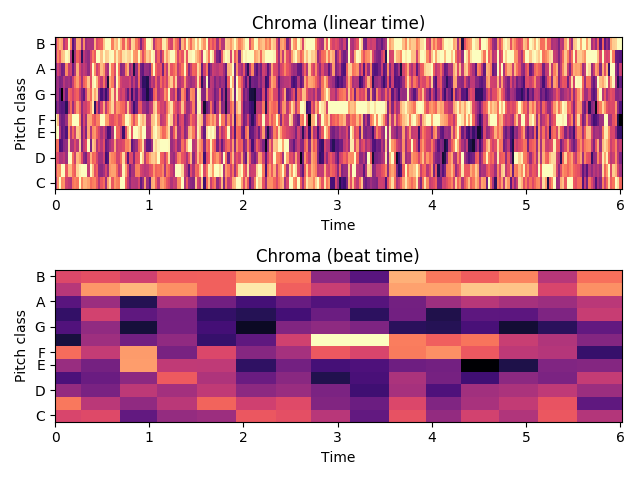 Chroma (linear time)
B
A
G
F
E
D
C
Pitch class
0 1 2 3 4 5 6
Time
Chroma (beat time)
B
A
G
F
E
D
C
Pitch class
0 1 2 3 4 5 6
Time